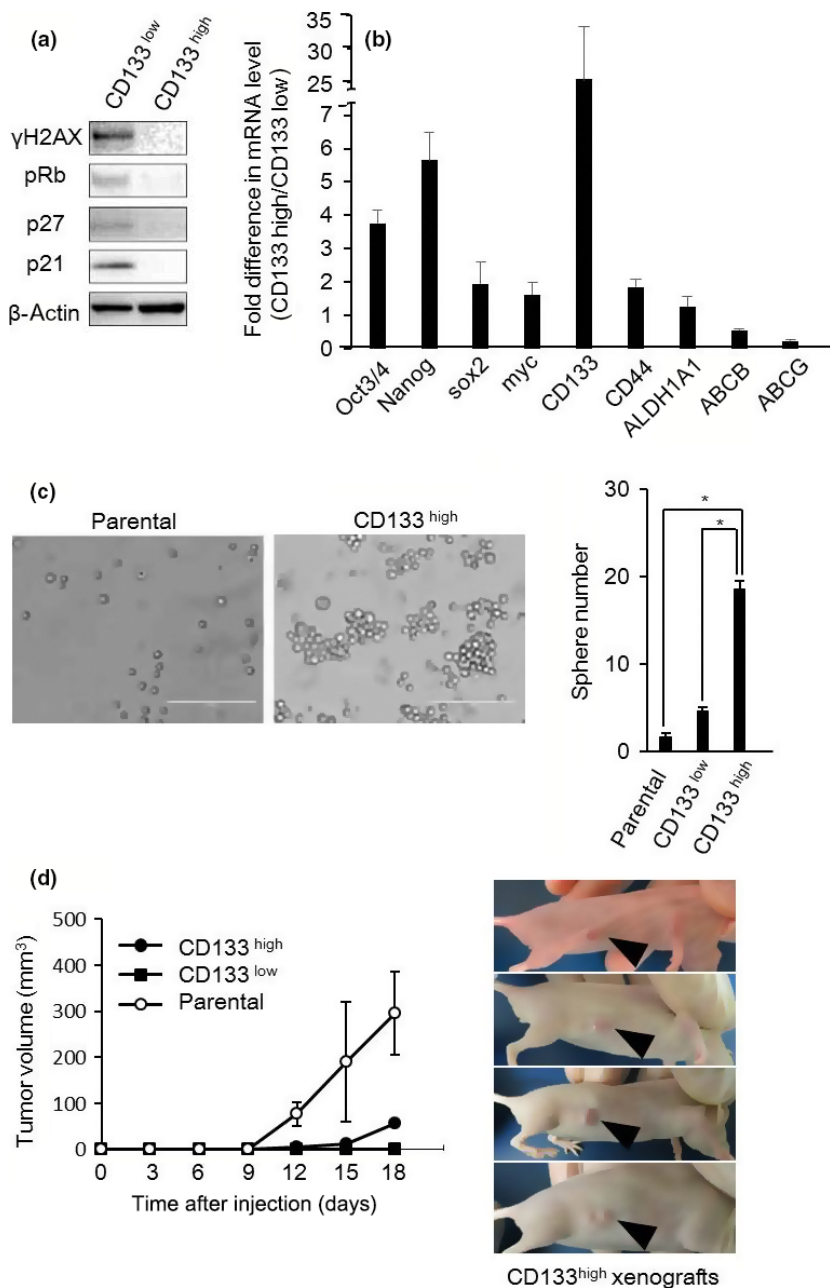 (a)
CD133 low
CD133 high
γH2AX
pRb
p27
p21
β-Actin
(b)
Fold difference in mRNA level
(CD133 high/CD133 low)
35
25
7
6
5
4
3
2
1
0
Oct3/4
Nanog
sox2
myc
CD133
CD44
ALDH1A1
ABCB
ABCG
(c)
Parental
CD133 high
Sphere number
30
20
10
0
*
*
Parental
CD133 low
CD133 high
(d)
Tumor volume (mm3)
500
400
300
200
100
0
CD133 high
CD133 low
Parental
0 3 6 9 12 15 18
Time after injection (days)
CD133high xenografts